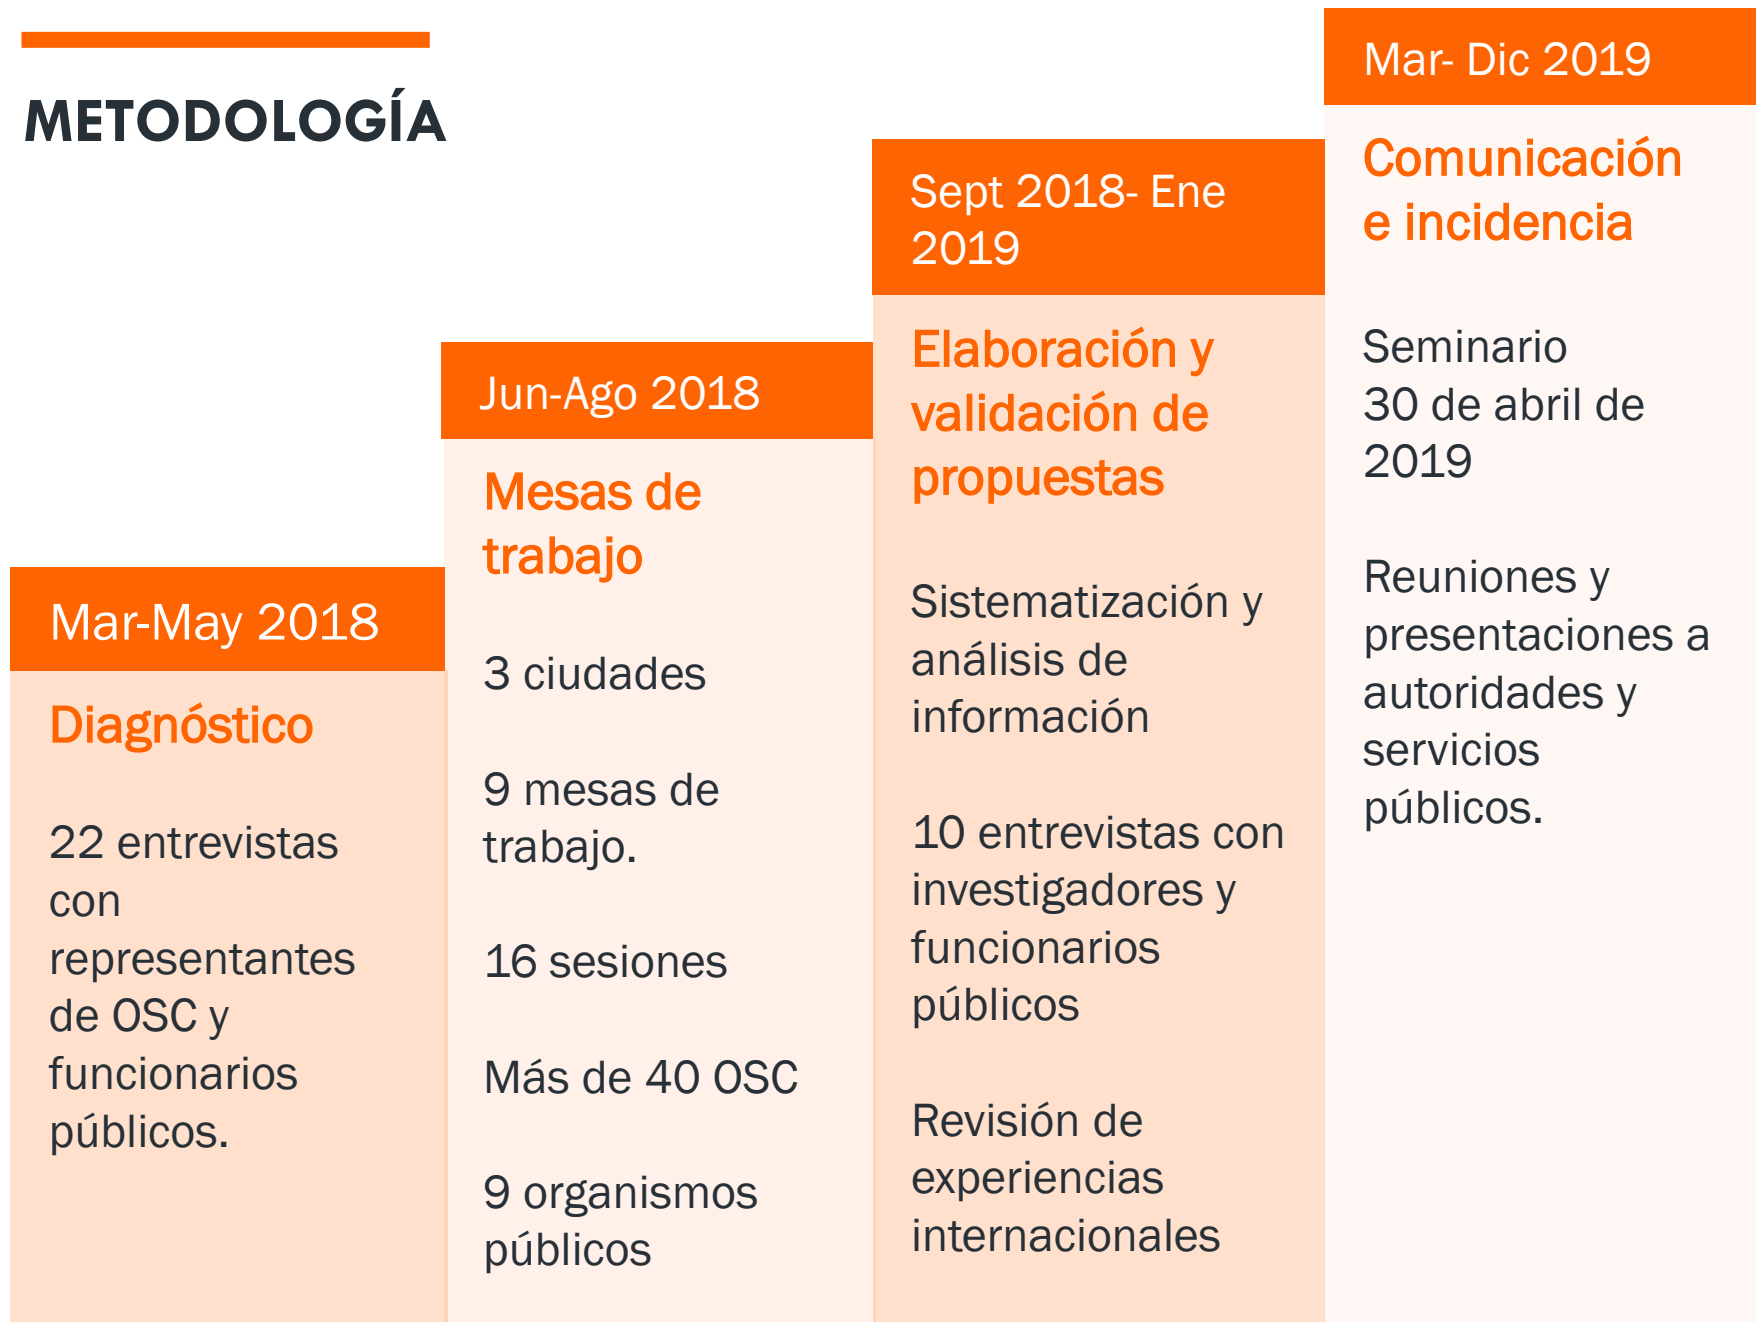 METODOLOGÍA
Mar-May 2018
Diagnóstico
22 entrevistas
con
representantes
de OSC y
funcionarios
públicos.
Jun-Ago 2018
Mesas de
trabajo
3 ciudades
9 mesas de
trabajo.
16 sesiones
Más de 40 OSC
9 organismos
públicos
Sept 2018- Ene
2019
Elaboración y
validación de
propuestas
Sistematización y
análisis de
información
10 entrevistas con
investigadores y
funcionarios
públicos
Revisión de
experiencias
internacionales
Mar- Dic 2019
Comunicación
e incidencia
Seminario
30 de abril de
2019
Reuniones y
presentaciones a
autoridades y
servicios
públicos.